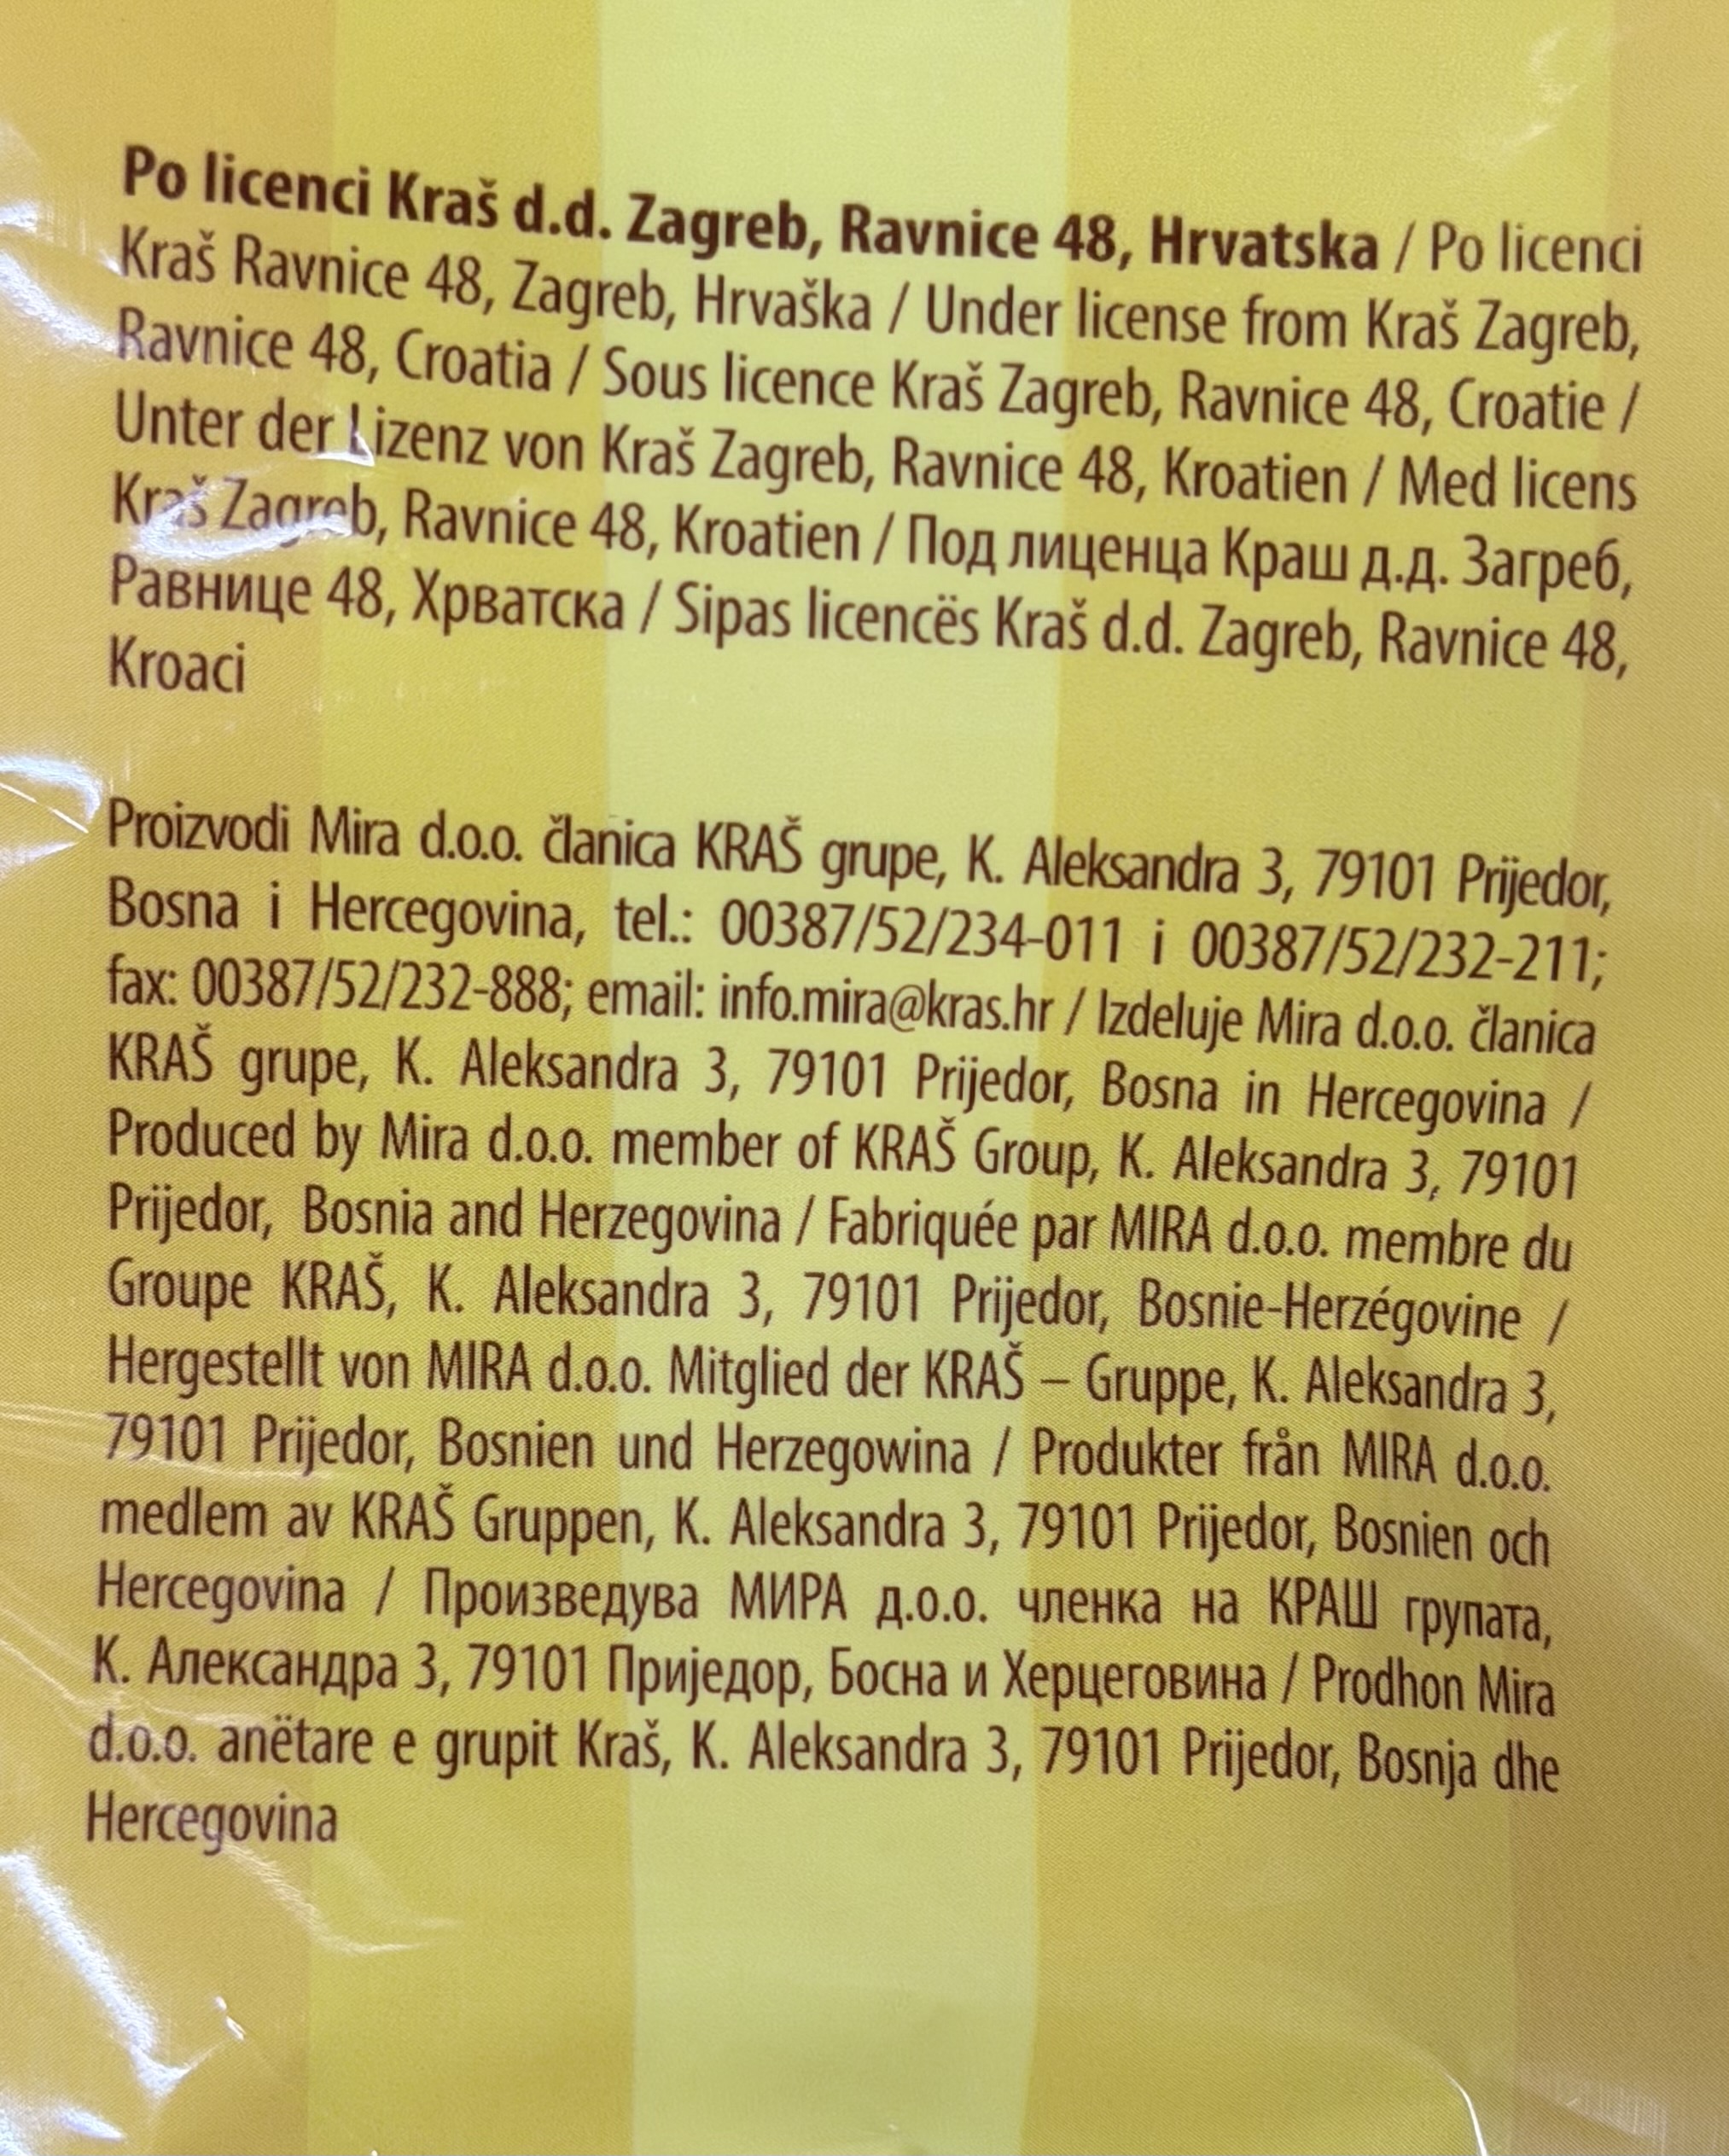 Po licenci Kraš d.d. Zagreb, Ravnice 48, Hrvatska / Po licenci
Kraš Ravnice 48, Zagreb, Hrvaška / Under license from Kraš Zagreb,
Ravnice 48, Croatia / Sous licence Kraš Zagreb, Ravnice 48, Croatie /
Unter der Lizenz von Kraš Zagreb, Ravnice 48, Kroatien / Med licens
Kraš Zagreb, Ravnice 48, Kroatien / Под лиценца Краш д.д. Загреб,
Равнице 48, Хрватска / Sipas licencës Kraš d.d. Zagreb, Ravnice 48,
Kroaci
Proizvodi Mira d.o.o. članica KRAŠ grupe, K. Aleksandra 3, 79101 Prijedor,
Bosna i Hercegovina, tel.: 00387/52/234-011 i 00387/52/232-211;
fax: 00387/52/232-888; email: info.mira@kras.hr / Izdeluje Mira d.o.o. članica
KRAŠ grupe, K. Aleksandra 3, 79101 Prijedor, Bosna in Hercegovina /
Produced by Mira d.o.o. member of KRAŠ Group, K. Aleksandra 3, 79101
Prijedor, Bosnia and Herzegovina / Fabriquée par MIRA d.o.o. membre du
Groupe KRAŠ, K. Aleksandra 3, 79101 Prijedor, Bosnie-Herzégovine /
Hergestellt von MIRA d.o.o. Mitglied der KRAŠ – Gruppe, K. Aleksandra 3,
79101 Prijedor, Bosnien und Herzegowina / Produkter från MIRA d.o.o.
medlem av KRAŠ Gruppen, K. Aleksandra 3, 79101 Prijedor, Bosnien och
Hercegovina / Произведува МИРА д.о.о. членка на КРАШ групата,
К. Александра 3, 79101 Приједор, Босна и Херцеговина / Prodhon Mira
d.o.o. anëtare e grupit Kraš, K. Aleksandra 3, 79101 Prijedor, Bosnja dhe
Hercegovina